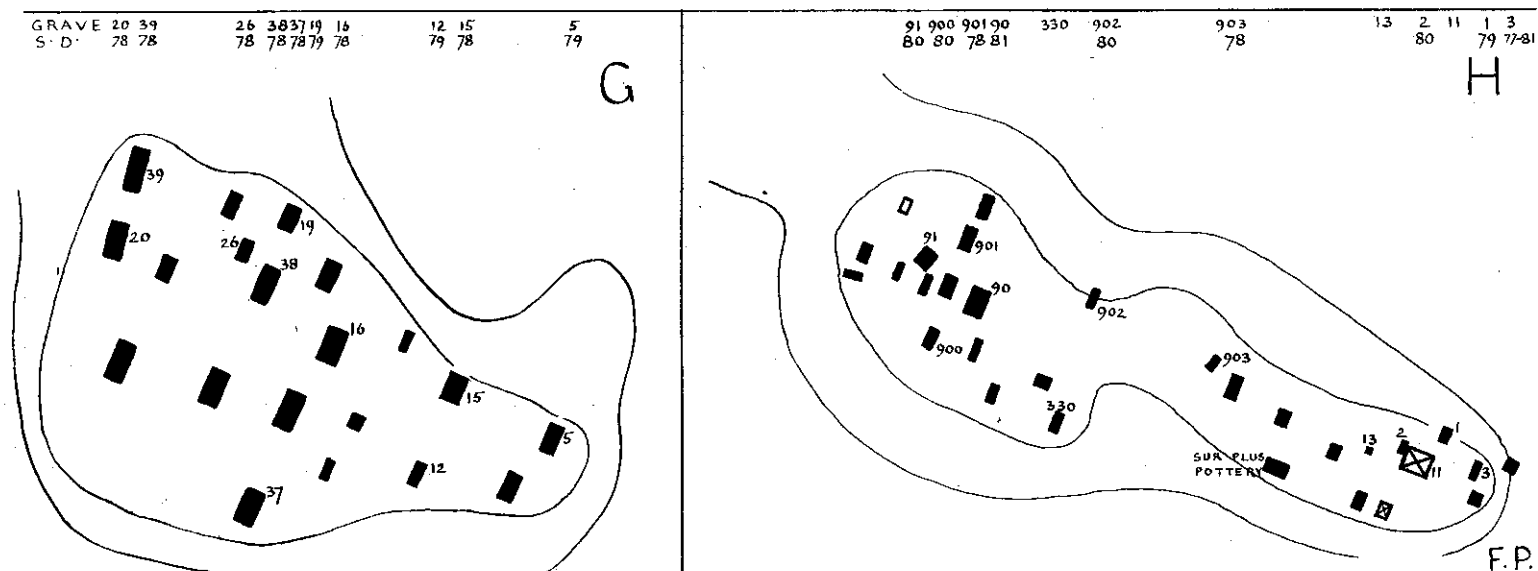 GRAVE 20 39 26 38 37 19 16 12 15 5
S.D. 78 78 78 78 78 79 78 79 78 79
G
39
20
19
26
38
16
15
5
12
37
91 900 901 90 330 902 903 13 2 11 1 3
80 80 78 81 80 78 80 79 77-81
H
91
901
90
902
900
903
330
1
2
13
11
3
SUR PLUS
POTTERY
F.P.